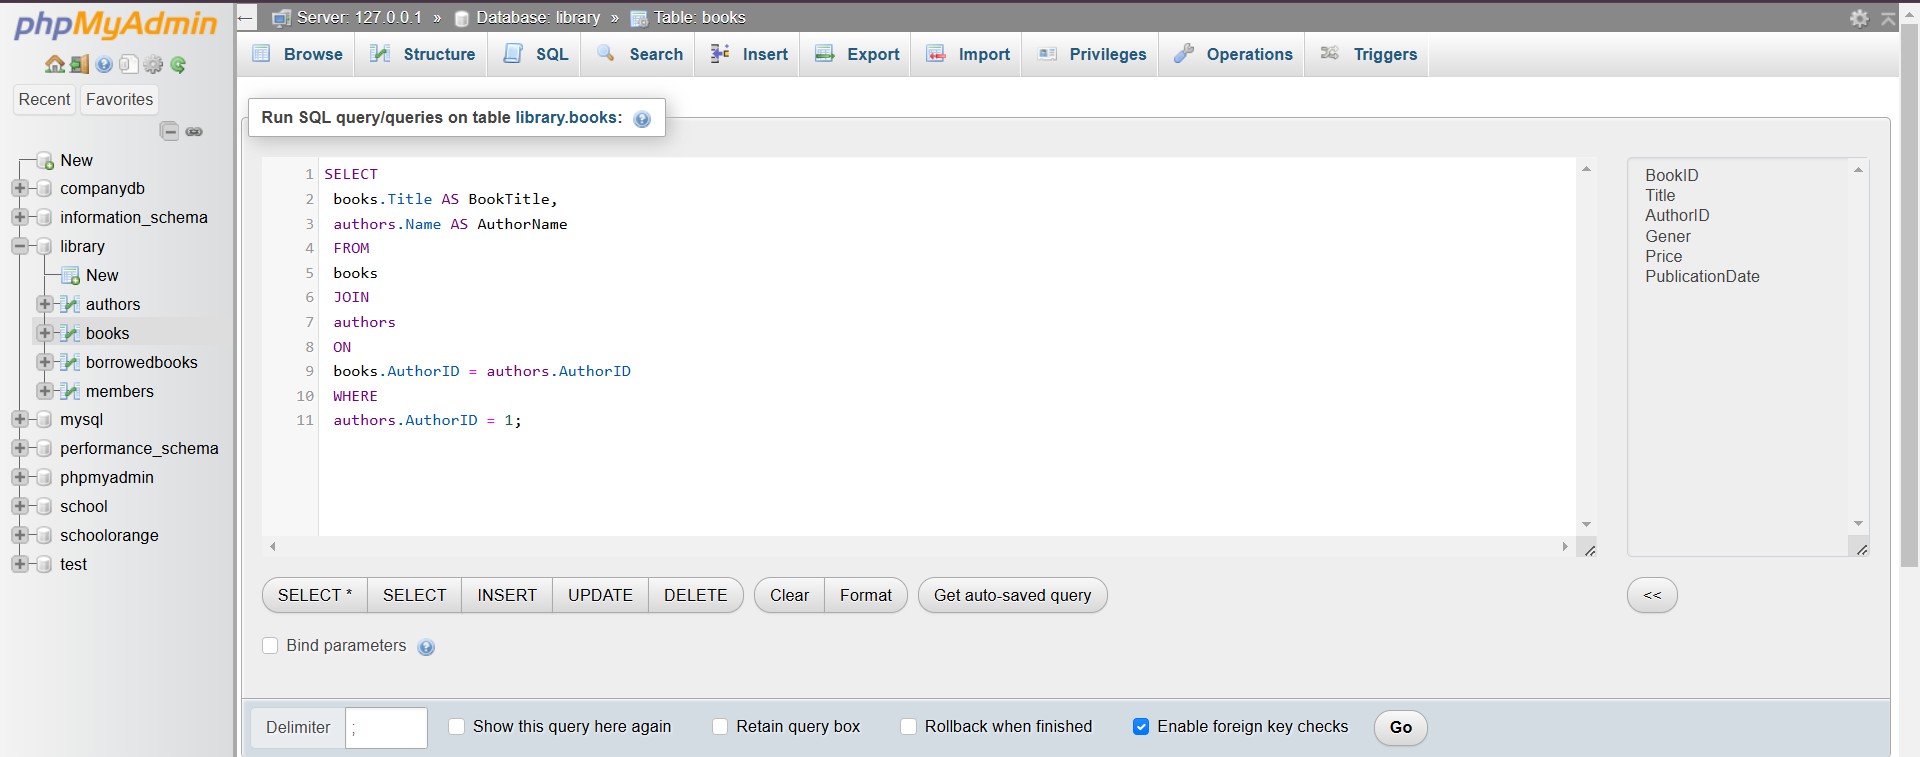 phpMyAdmin
Recent Favorites
New
companydb
information_schema
library
New
authors
books
borrowedbooks
members
mysql
performance_schema
phpmyadmin
school
schoolorange
test
← Server: 127.0.0.1 » Database: library » Table: books
Browse Structure SQL Search Insert Export Import Privileges Operations Triggers
Run SQL query/queries on table library.books:
1 SELECT
2 books.Title AS BookTitle,
3 authors.Name AS AuthorName
4 FROM
5 books
6 JOIN
7 authors
8 ON
9 books.AuthorID = authors.AuthorID
10 WHERE
11 authors.AuthorID = 1;
BookID
Title
AuthorID
Gener
Price
PublicationDate
SELECT * SELECT INSERT UPDATE DELETE Clear Format Get auto-saved query <<
Bind parameters
Delimiter ; Show this query here again Retain query box Rollback when finished Enable foreign key checks Go